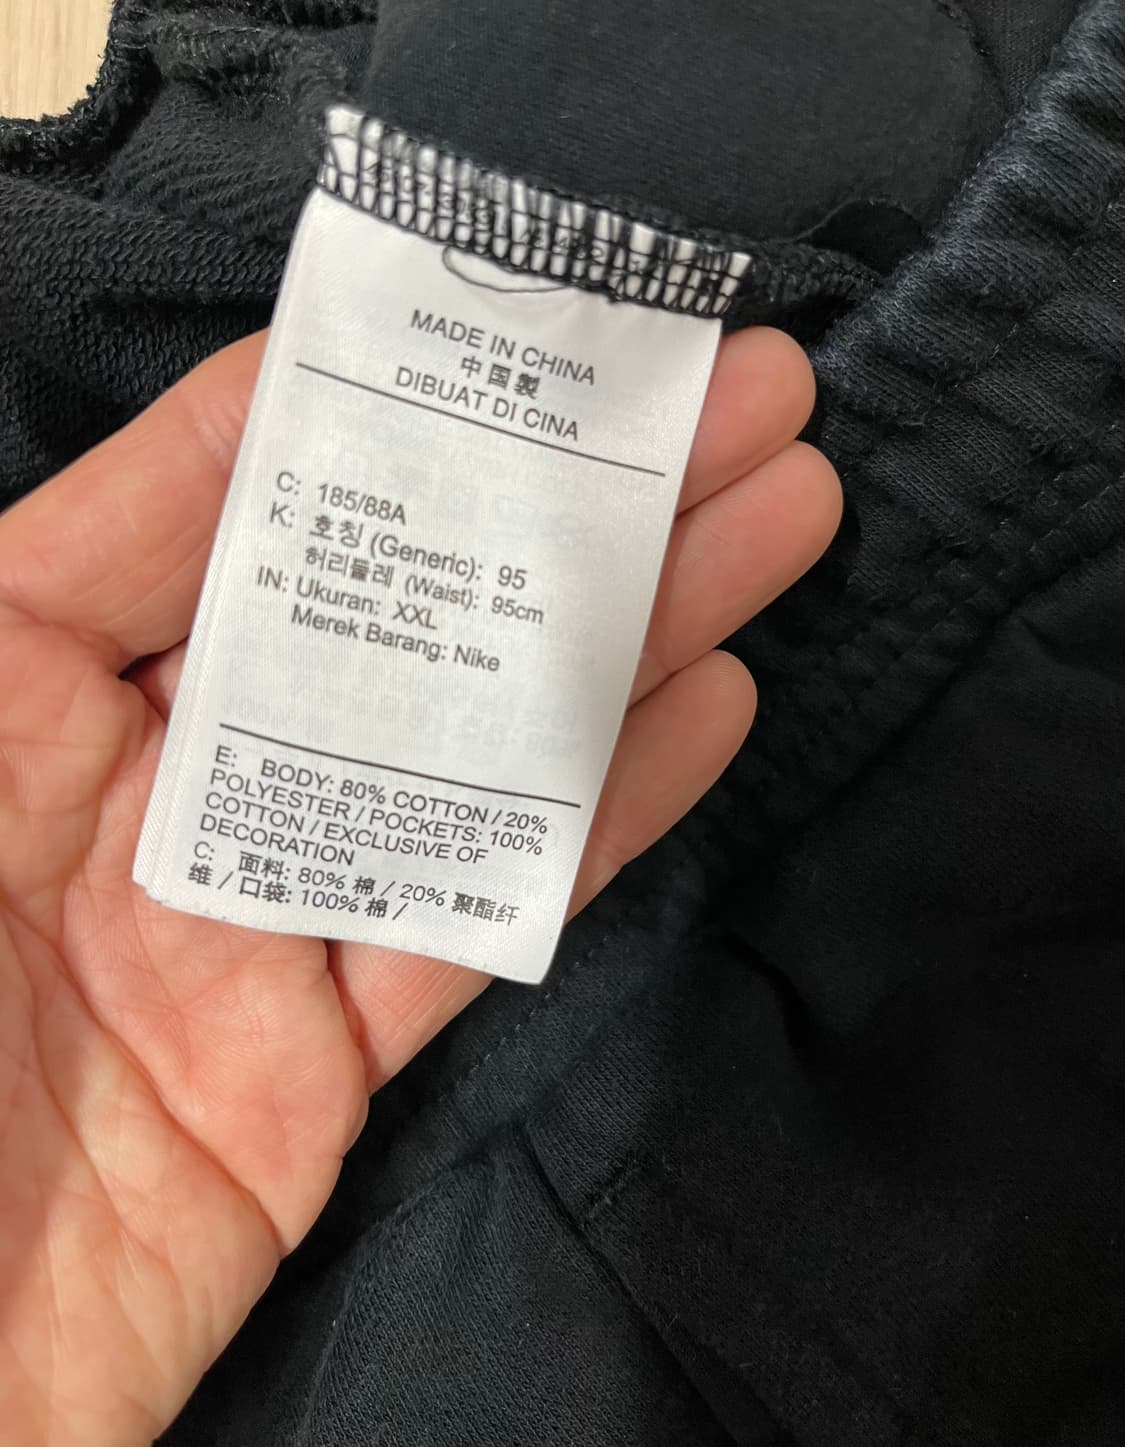 MADE IN CHINA
中国製
DIBUAT DI CINA
C: 185/88A
K: 호칭 (Generic): 95
허리둘레 (Waist): 95cm
IN: Ukuran: XXL
Merek Barang: Nike
E: BODY: 80% COTTON / 20%
POLYESTER / POCKETS: 100%
COTTON / EXCLUSIVE OF
DECORATION
C: 面料: 80% 棉 / 20% 聚酯纤
维 / 口袋: 100% 棉 /